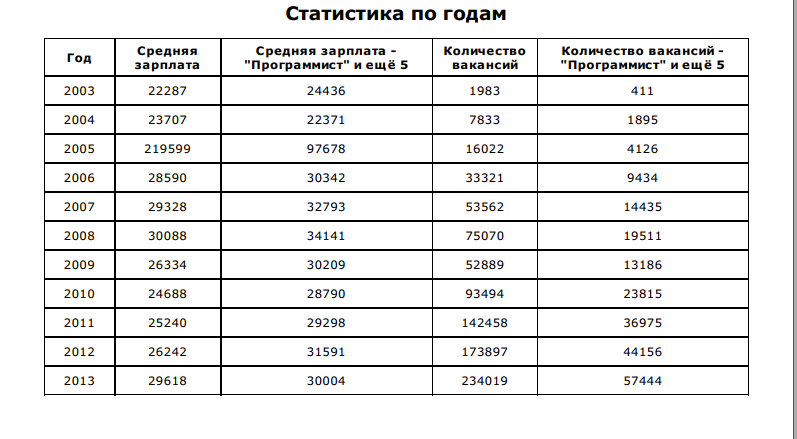 Статистика по годам
Год Средняя зарплата Средняя зарплата - "Программист" и ещё 5 Количество вакансий Количество вакансий - "Программист" и ещё 5
2003 22287 24436 1983 411
2004 23707 22371 7833 1895
2005 219599 97678 16022 4126
2006 28590 30342 33321 9434
2007 29328 32793 53562 14435
2008 30088 34141 75070 19511
2009 26334 30209 52889 13186
2010 24688 28790 93494 23815
2011 25240 29298 142458 36975
2012 26242 31591 173897 44156
2013 29618 30004 234019 57444